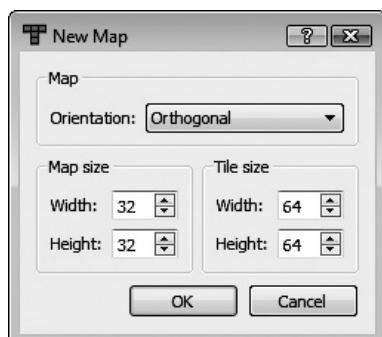 New Map
Map
Orientation: Orthogonal
Map size
Width: 32
Height: 32
Tile size
Width: 64
Height: 64
OK Cancel